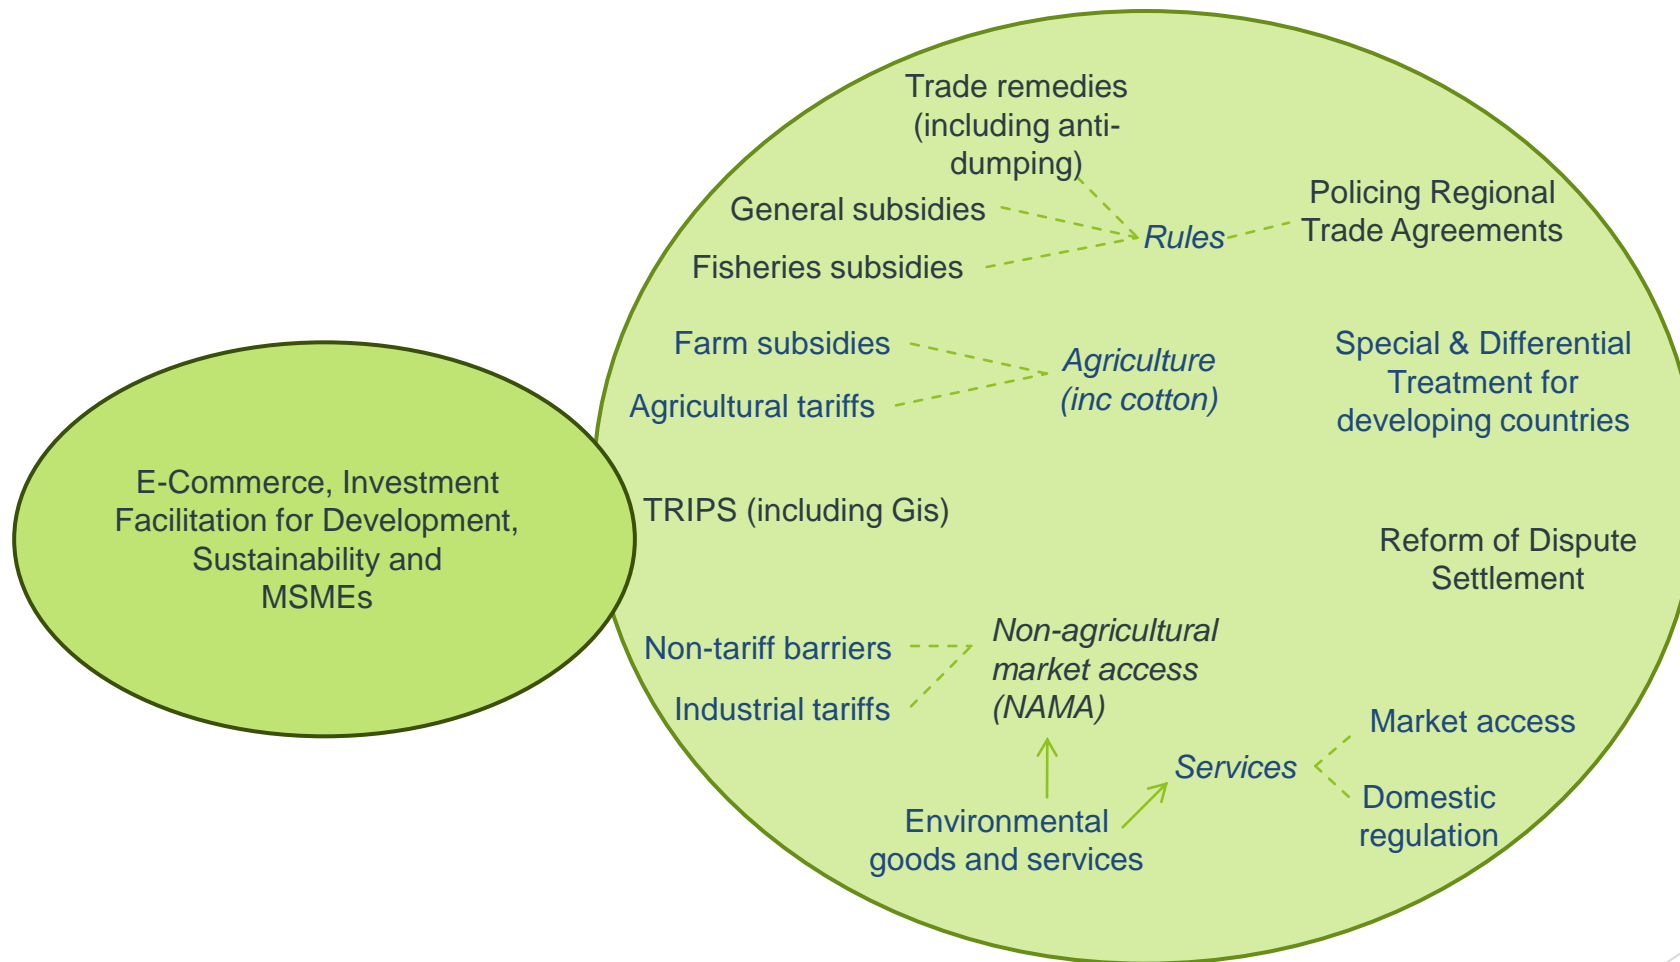 Trade remedies
(including anti-
dumping)
General subsidies
Fisheries subsidies
Rules
Policing Regional
Trade Agreements
Farm subsidies
Agricultural tariffs
Agriculture
(inc cotton)
Special & Differential
Treatment for
developing countries
E-Commerce, Investment
Facilitation for Development,
Sustainability and
MSMEs
TRIPS (including Gis)
Reform of Dispute
Settlement
Non-tariff barriers
Industrial tariffs
Non-agricultural
market access
(NAMA)
Services
Market access
Domestic
regulation
Environmental
goods and services